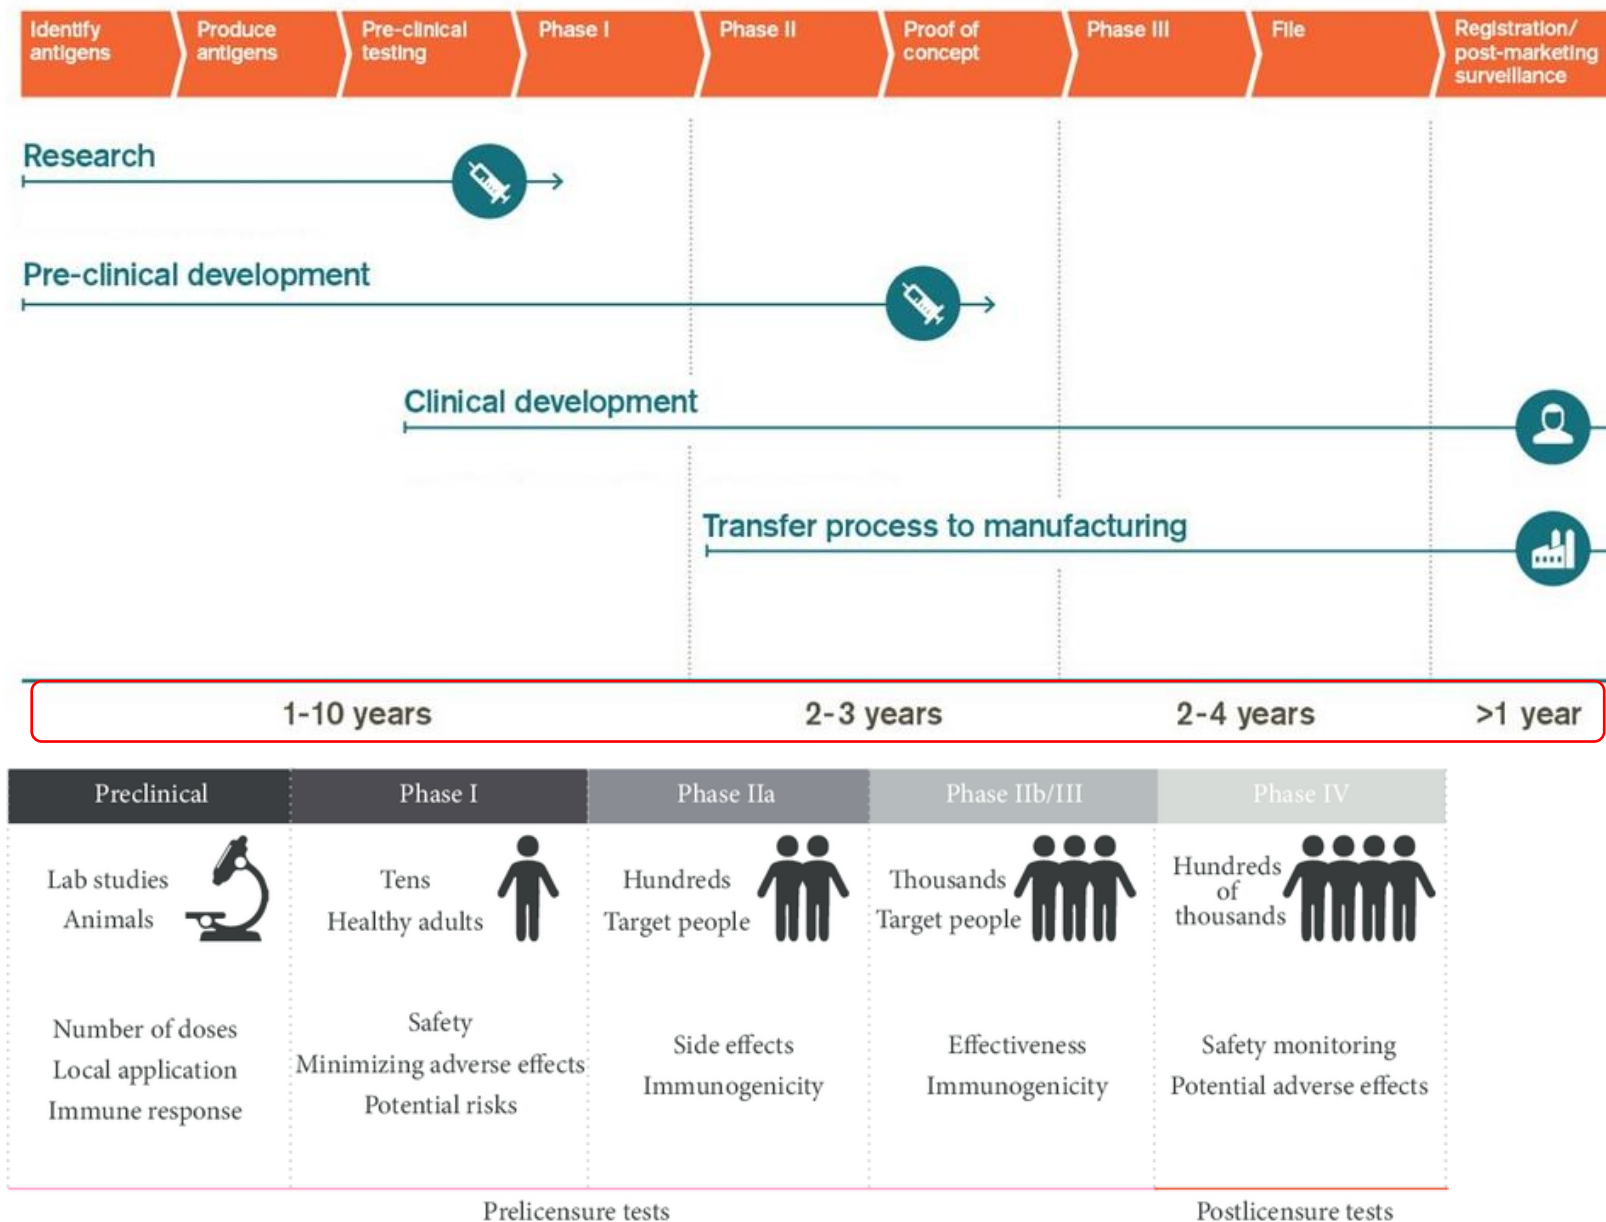 Identify
antigens
Produce
antigens
Pre-clinical
testing
Phase I
Phase II
Proof of
concept
Phase III
File
Registration/
post-marketing
surveillance
Research
Pre-clinical development
Clinical development
Transfer process to manufacturing
1-10 years
2-3 years
2-4 years
>1 year
Preclinical
Phase I
Phase IIa
Phase IIb/III
Phase IV
Lab studies
Animals
Tens
Healthy adults
Hundreds
Target people
Thousands
Target people
Hundreds
of
thousands
Number of doses
Local application
Immune response
Safety
Minimizing adverse effects
Potential risks
Side effects
Immunogenicity
Effectiveness
Immunogenicity
Safety monitoring
Potential adverse effects
Prelicensure tests
Postlicensure tests